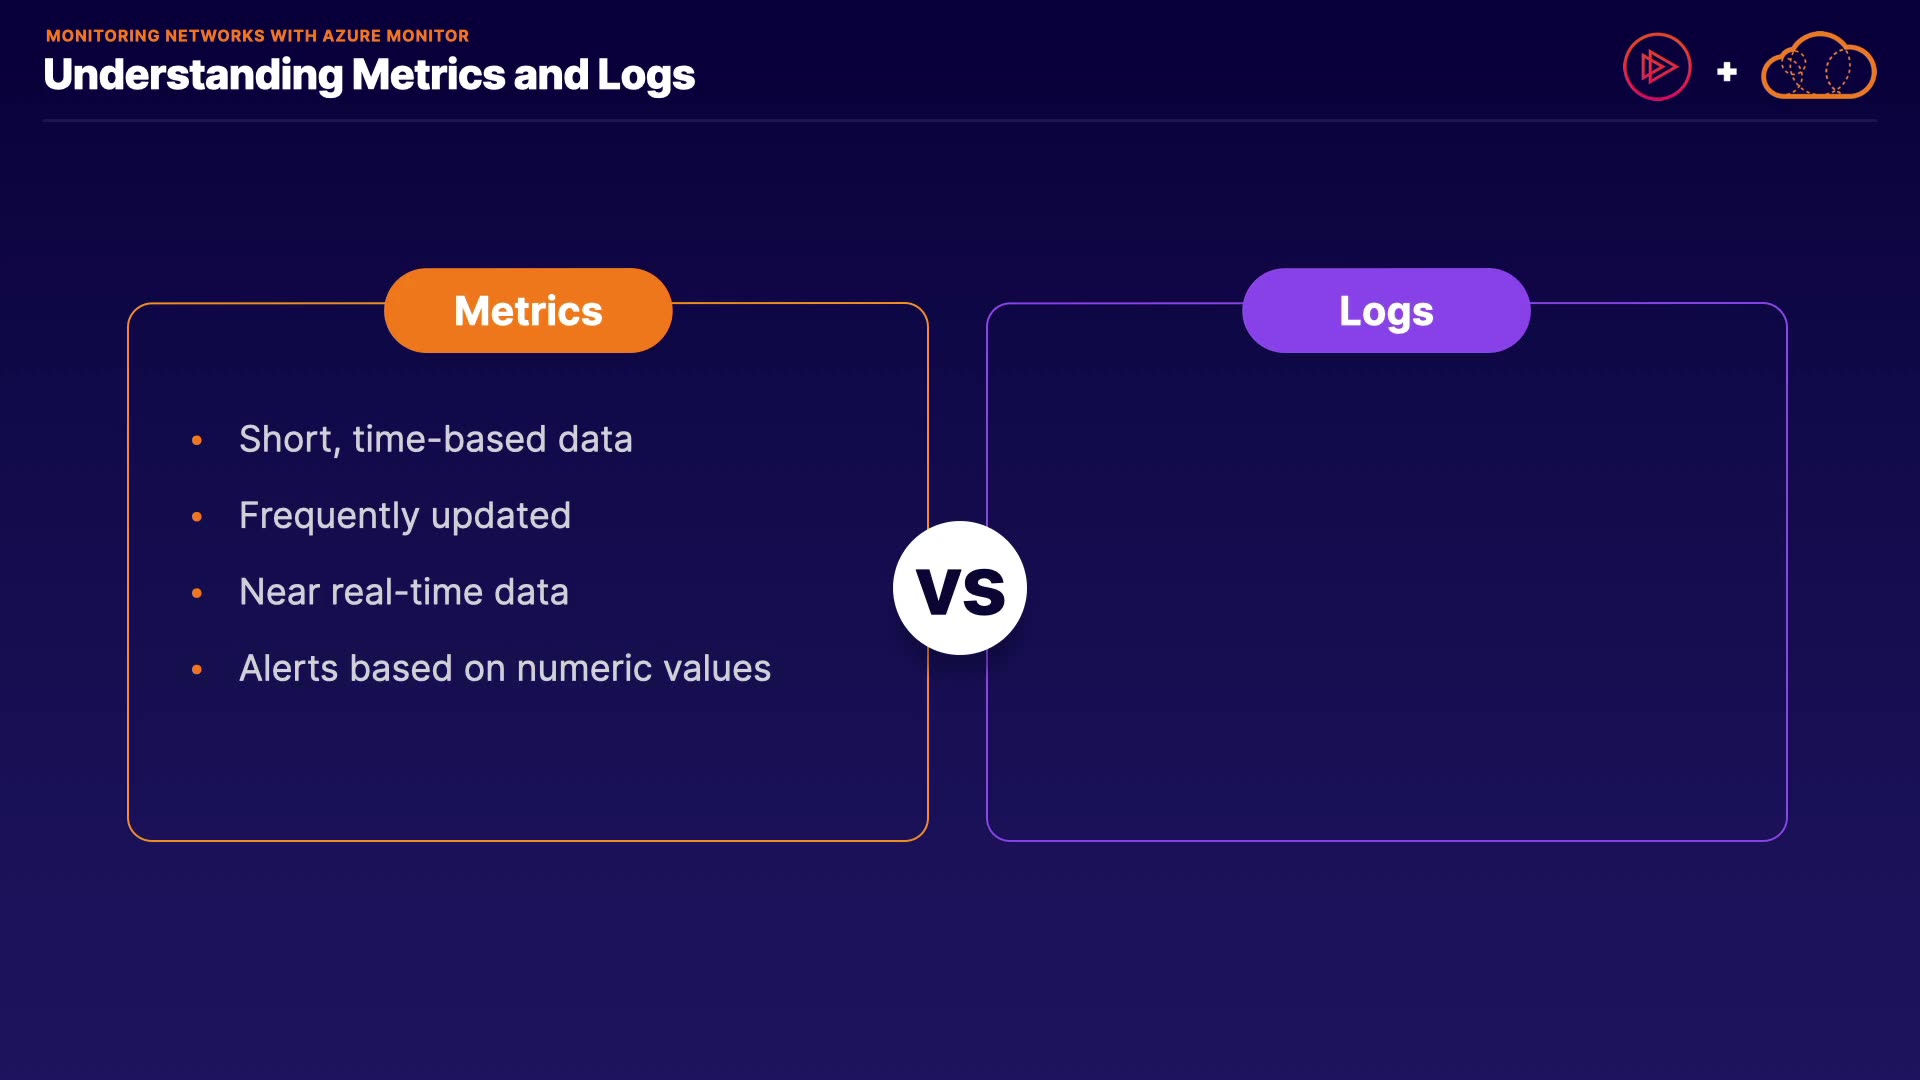 MONITORING NETWORKS WITH AZURE MONITOR
Understanding Metrics and Logs
Metrics
• Short, time-based data
• Frequently updated
• Near real-time data
• Alerts based on numeric values
VS
Logs